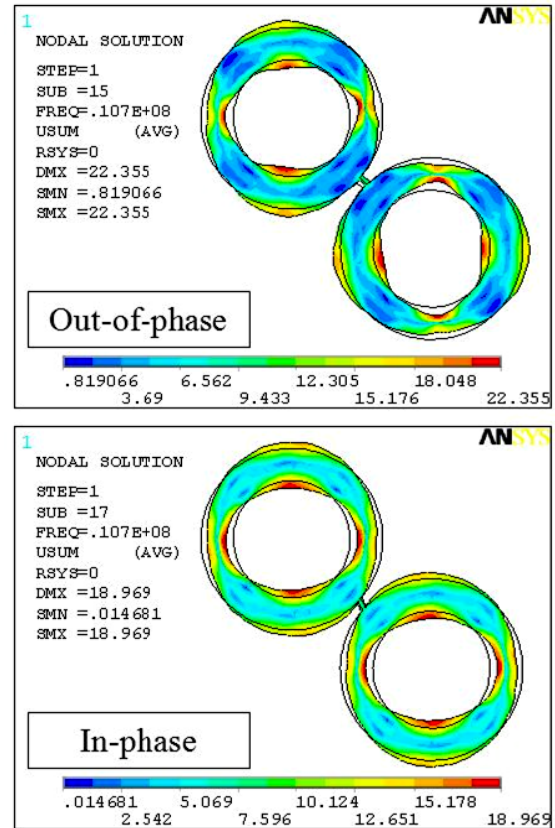 1
ANSYS
NODAL SOLUTION
STEP=1
SUB =15
FREQ=.107E+08
USUM (AVG)
RSYS=0
DMX =22.355
SMN =.819066
SMX =22.355
Out-of-phase
.819066 6.562 12.305 18.048
3.69 9.433 15.176 22.355
1
ANSYS
NODAL SOLUTION
STEP=1
SUB =17
FREQ=.107E+08
USUM (AVG)
RSYS=0
DMX =18.969
SMN =.014681
SMX =18.969
In-phase
.014681 5.069 10.124 15.178
2.542 7.596 12.651 18.969